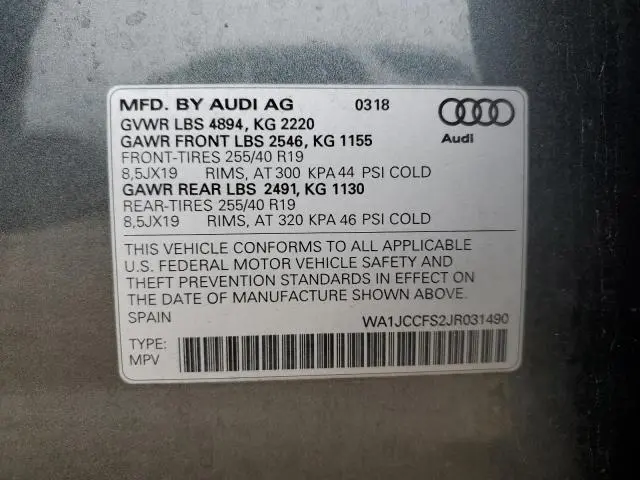 MFD. BY AUDI AG 0318
GVWR LBS 4894, KG 2220
GAWR FRONT LBS 2546, KG 1155
FRONT-TIRES 255/40 R19
8,5JX19 RIMS, AT 300 KPA 44 PSI COLD
GAWR REAR LBS 2491, KG 1130
REAR-TIRES 255/40 R19
8,5JX19 RIMS, AT 320 KPA 46 PSI COLD
Audi
THIS VEHICLE CONFORMS TO ALL APPLICABLE
U.S. FEDERAL MOTOR VEHICLE SAFETY AND
THEFT PREVENTION STANDARDS IN EFFECT ON
THE DATE OF MANUFACTURE SHOWN ABOVE.
SPAIN WA1JCCFS2JR031490
TYPE:
MPV